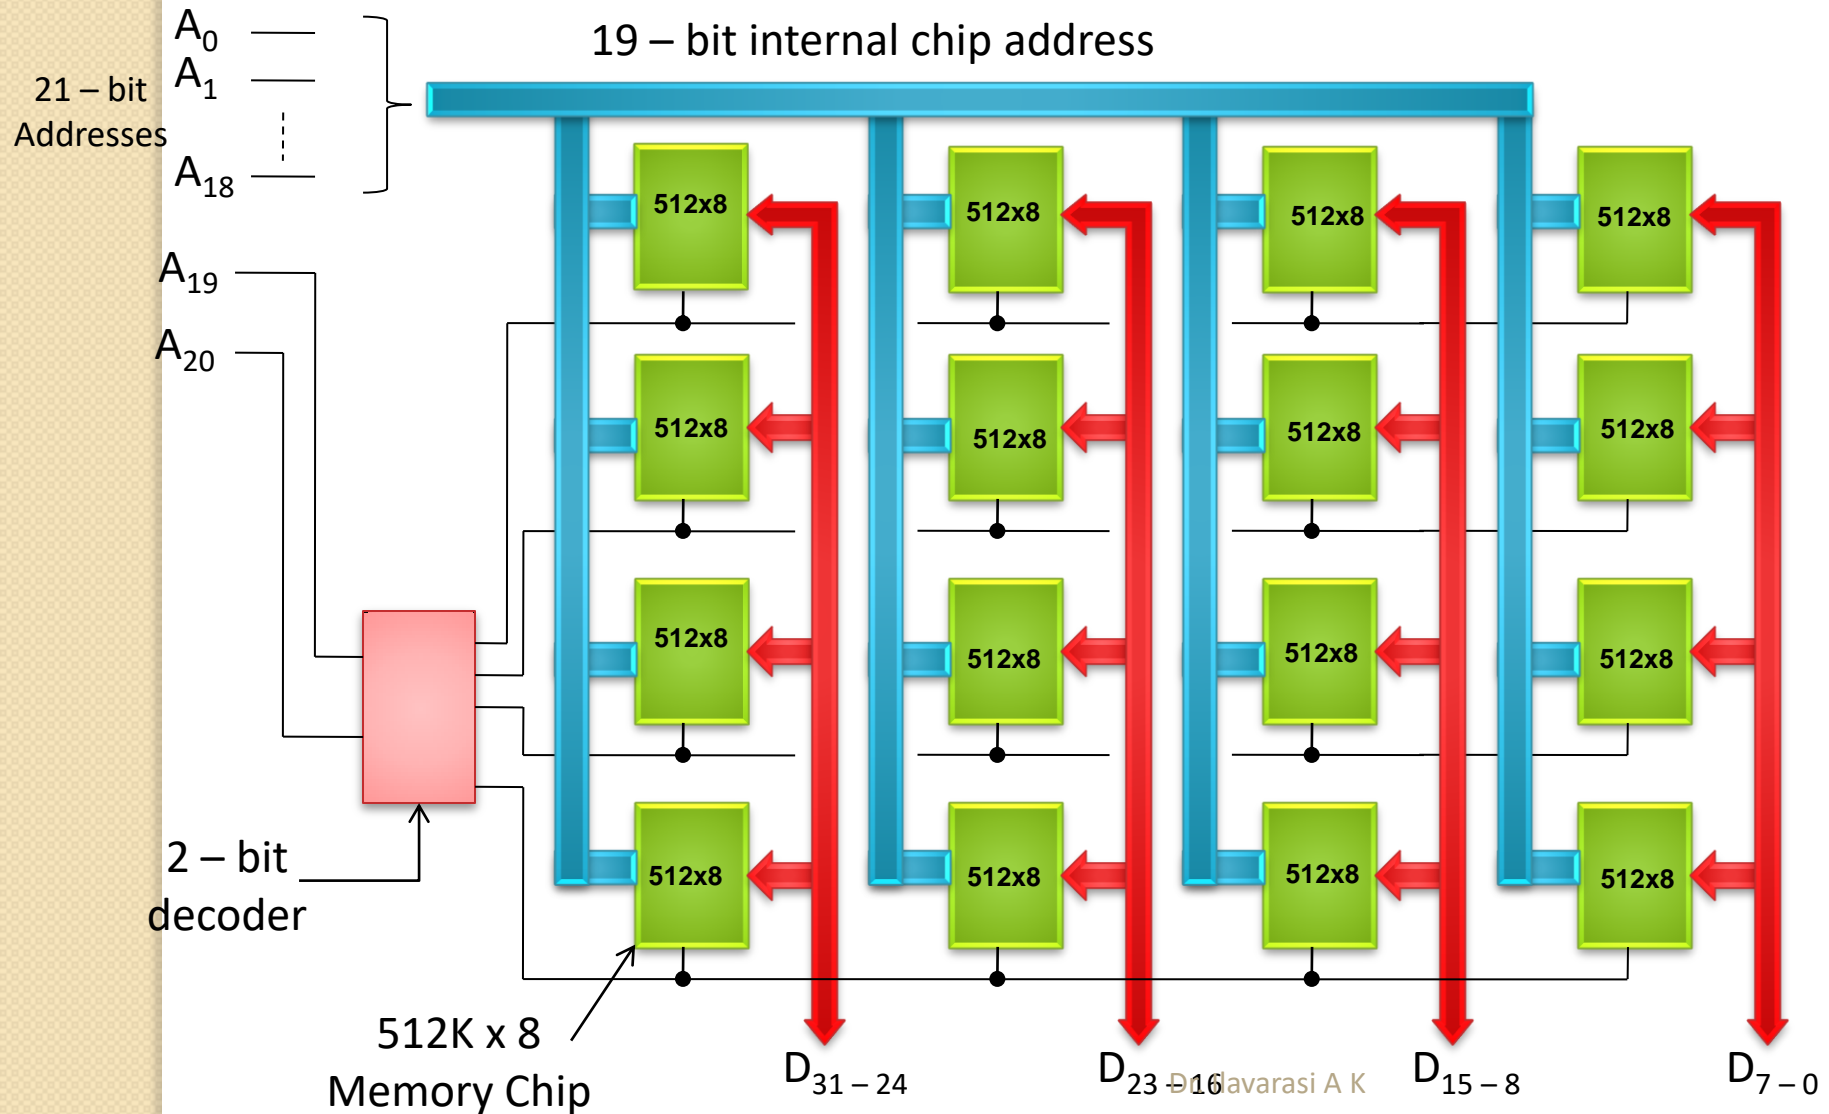 A0
19 – bit internal chip address
21 – bit
Addresses
A1
A18
512x8 512x8 512x8 512x8
A19
A20
512x8 512x8 512x8 512x8
512x8 512x8 512x8 512x8
2 – bit
decoder
512x8 512x8 512x8 512x8
512K x 8
Memory Chip
D31 – 24 D23 – 16 D15 – 8 D7 – 0
Dr. Ilavarasi A K